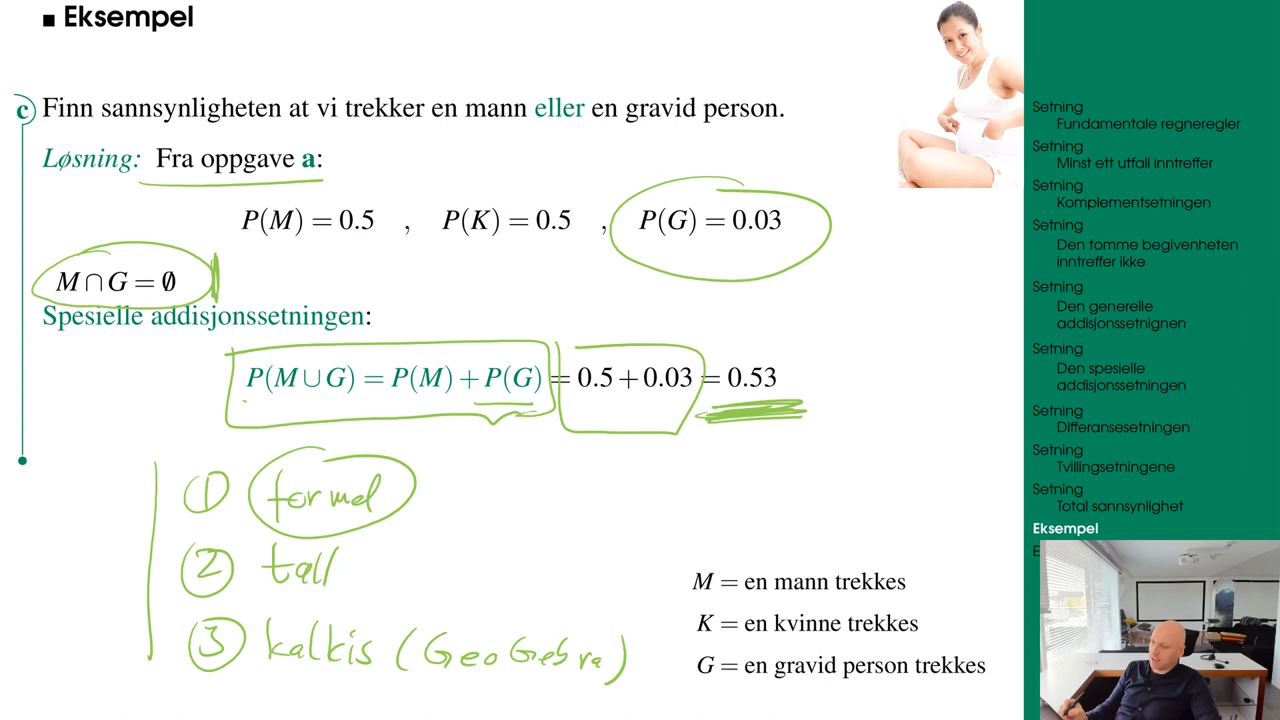 Eksempel
c Finn sannsynligheten at vi trekker en mann eller en gravid person.
Løsning: Fra oppgave a:
P(M) = 0.5 , P(K) = 0.5 , P(G) = 0.03
M ∩ G = ∅
Spesielle addisjonssetningen:
P(M ∪ G) = P(M) + P(G) = 0.5 + 0.03 = 0.53
① formel
② tall
③ kalkis (GeoGebra)
M = en mann trekkes
K = en kvinne trekkes
G = en gravid person trekkes
Setning
Fundamentale regneregler
Setning
Minst ett utfall inntreffer
Setning
Komplementsetningen
Setning
Den tomme begivenheten
inntreffer ikke
Setning
Den generelle
addisjonssetnignen
Setning
Den spesielle
addisjonssetningen
Setning
Differansesetningen
Setning
Tvillingsetningene
Setning
Total sannsynlighet
Eksempel